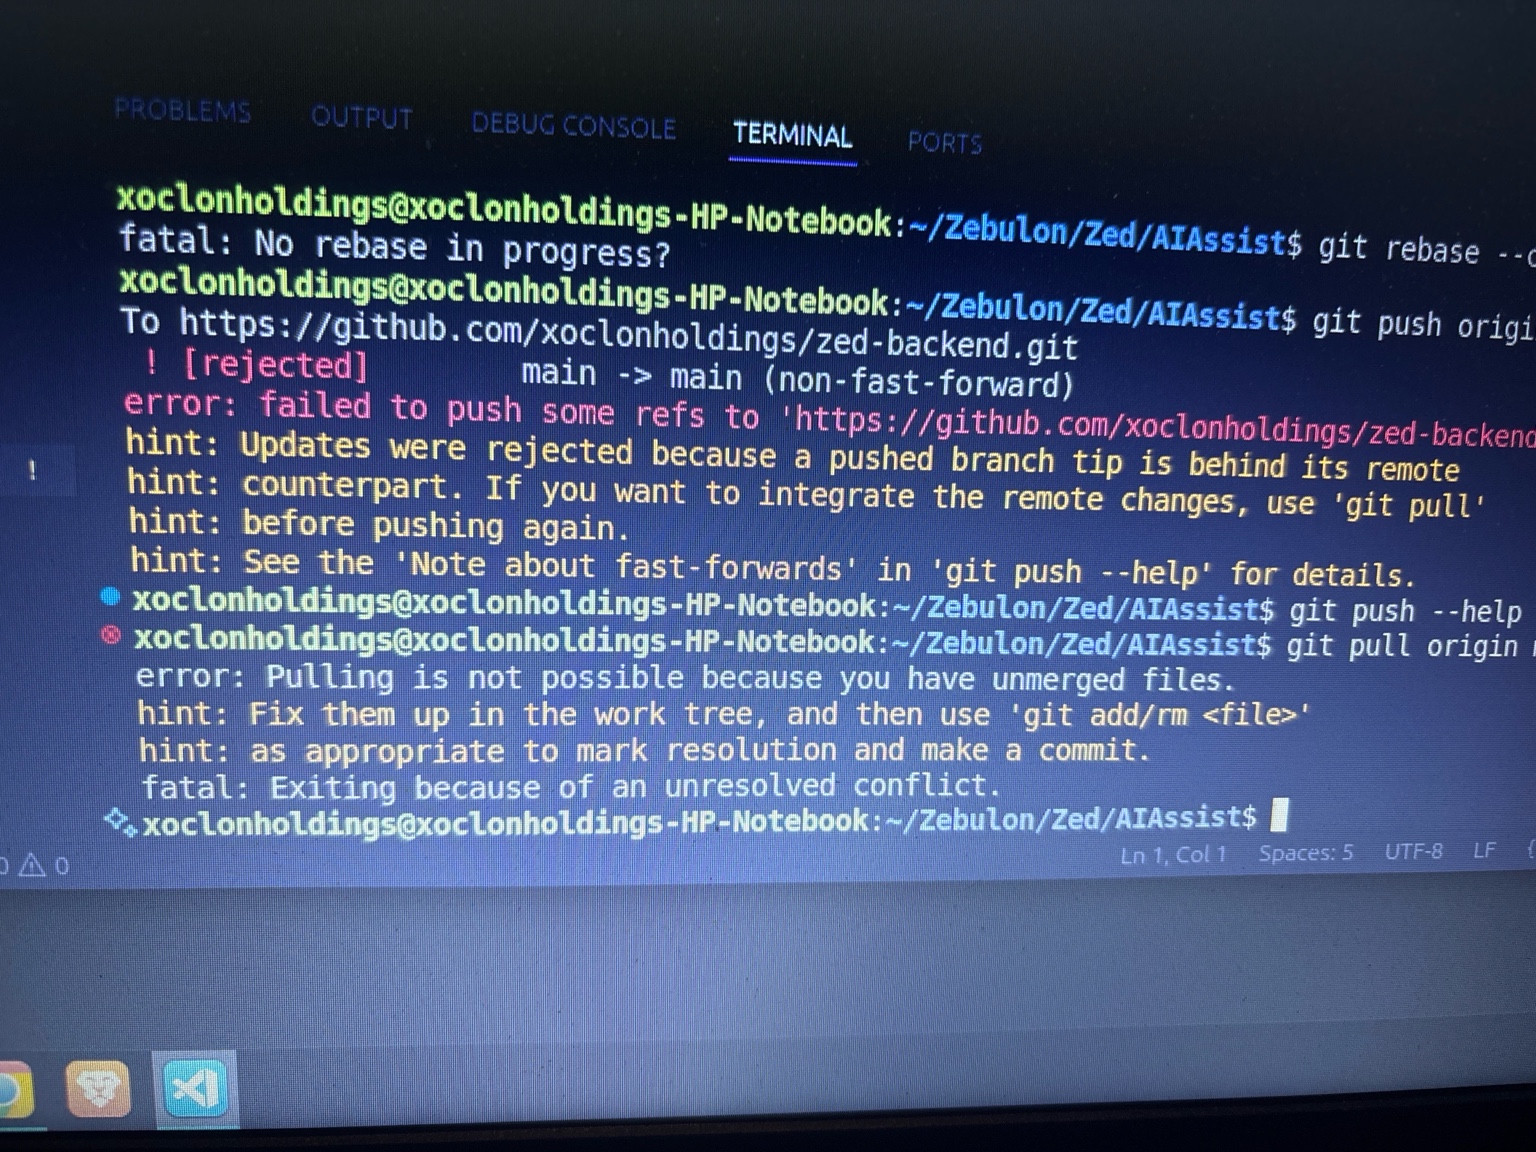 PROBLEMS OUTPUT DEBUG CONSOLE TERMINAL PORTS
xoclonholdings@xoclonholdings-HP-Notebook:~/Zebulon/Zed/AIAssist$ git rebase --
fatal: No rebase in progress?
xoclonholdings@xoclonholdings-HP-Notebook:~/Zebulon/Zed/AIAssist$ git push origi
To https://github.com/xoclonholdings/zed-backend.git
! [rejected] main -> main (non-fast-forward)
error: failed to push some refs to 'https://github.com/xoclonholdings/zed-backend
hint: Updates were rejected because a pushed branch tip is behind its remote
hint: counterpart. If you want to integrate the remote changes, use 'git pull'
hint: before pushing again.
hint: See the 'Note about fast-forwards' in 'git push --help' for details.
xoclonholdings@xoclonholdings-HP-Notebook:~/Zebulon/Zed/AIAssist$ git push --help
xoclonholdings@xoclonholdings-HP-Notebook:~/Zebulon/Zed/AIAssist$ git pull origin
error: Pulling is not possible because you have unmerged files.
hint: Fix them up in the work tree, and then use 'git add/rm <file>'
hint: as appropriate to mark resolution and make a commit.
fatal: Exiting because of an unresolved conflict.
xoclonholdings@xoclonholdings-HP-Notebook:~/Zebulon/Zed/AIAssist$
0 0 Ln 1, Col 1 Spaces: 5 UTF-8 LF {